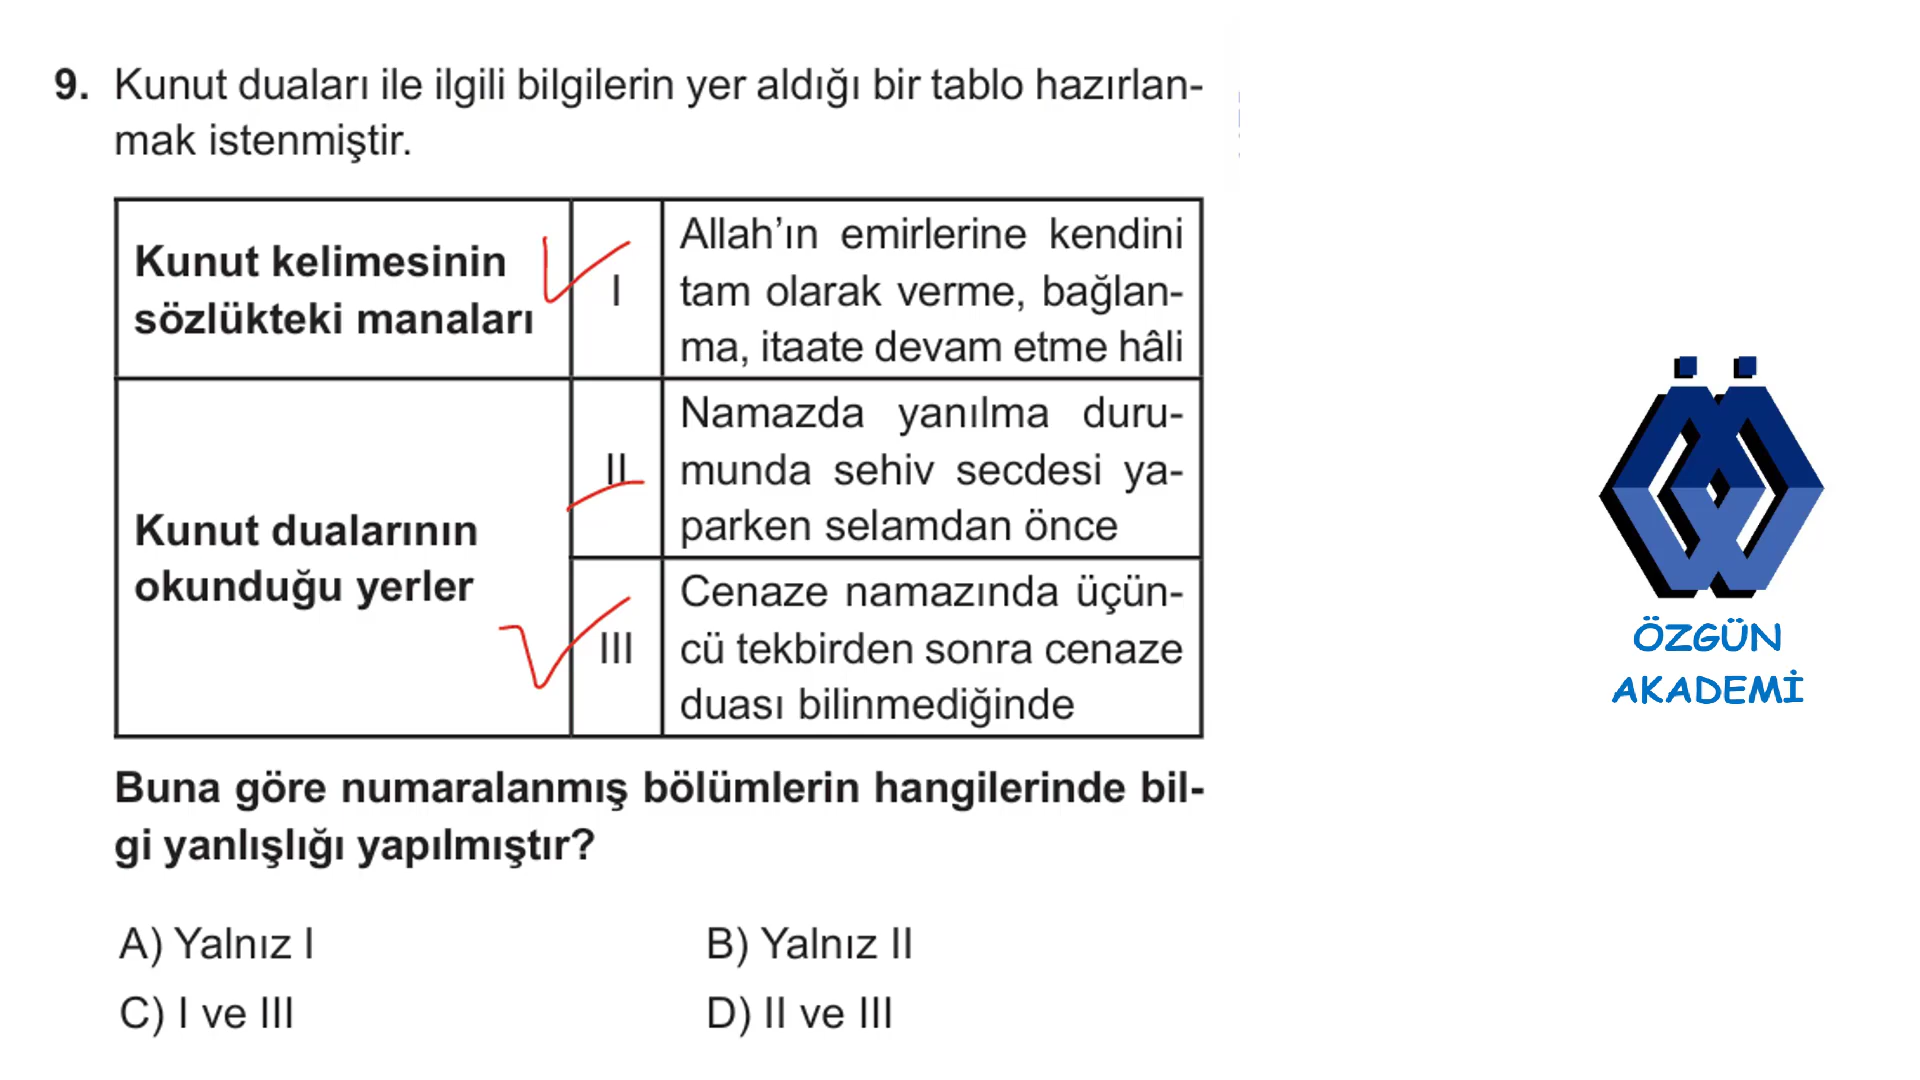 9. Kunut duaları ile ilgili bilgilerin yer aldığı bir tablo hazırlan-
mak istenmiştir.
Kunut kelimesinin
sözlükteki manaları
I
Allah’ın emirlerine kendini
tam olarak verme, bağlan-
ma, itaate devam etme hâli
Kunut dualarının
okunduğu yerler
II
Namazda yanılma duru-
munda sehiv secdesi ya-
parken selamdan önce
III
Cenaze namazında üçün-
cü tekbirden sonra cenaze
duası bilinmediğinde
Buna göre numaralanmış bölümlerin hangilerinde bil-
gi yanlışlığı yapılmıştır?
A) Yalnız I
B) Yalnız II
C) I ve III
D) II ve III
ÖZGÜN
AKADEMİ